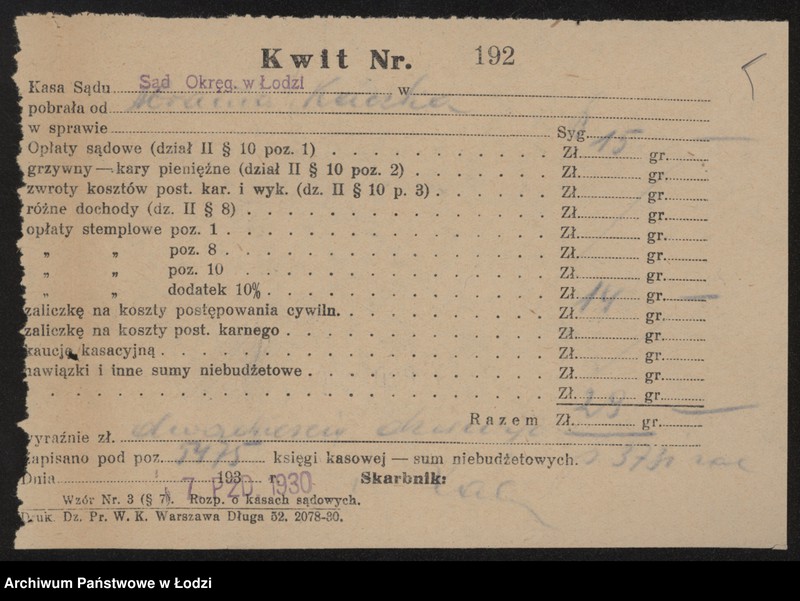 Kwit Nr. 192
Kasa Sądu Sąd Okręg. w Łodzi w
pobrała od
w sprawie Syg.
Opłaty sądowe (dział II § 10 poz. 1) Zł. 15 gr. —
grzywny — kary pieniężne (dział II § 10 poz. 2) Zł. gr.
zwroty kosztów post. kar. i wyk. (dz. II § 10 p. 3) Zł. gr.
różne dochody (dz. II § 8) Zł. gr.
opłaty stemplowe poz. 1 Zł. gr.
„ „ poz. 8 Zł. gr.
„ „ poz. 10 Zł. gr.
„ „ dodatek 10% Zł. gr.
zaliczkę na koszty postępowania cywiln. Zł. 14 gr. —
zaliczkę na koszty post. karnego Zł. gr.
kaucję kasacyjną Zł. gr.
nawiązki i inne sumy niebudżetowe Zł. gr.
Zł. gr.
Razem Zł. 29 gr. —
wyraźnie zł.
zapisano pod poz. 5475 księgi kasowej — sum niebudżetowych.
Dnia 193 r. Skarbnik:
17 PZD 1930
Wzór Nr. 3 (§ 7). Rozp. o kasach sądowych.
Druk. Dz. Pr. W. K. Warszawa Długa 52. 2078-30.
Archiwum Państwowe w Łodzi